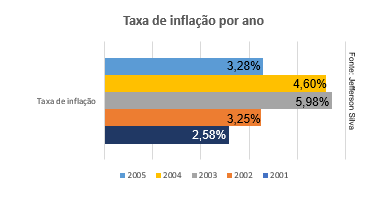 Taxa de inflação por ano
3,28%
4,60%
Taxa de inflação
5,98%
3,25%
2,58%
Fonte: Jefferson Silva
2005 2004 2003 2002 2001